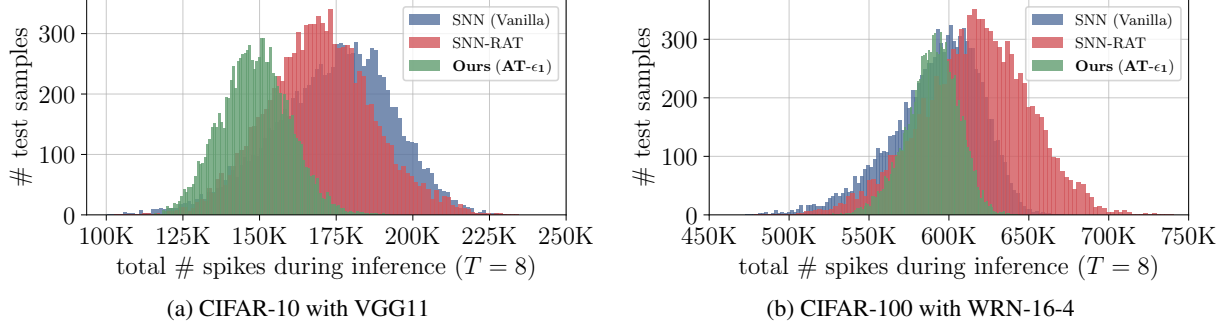 300
200
100
0
# test samples
SNN (Vanilla)
SNN-RAT
Ours (AT-ϵ1)
100K 125K 150K 175K 200K 225K 250K
total # spikes during inference (T = 8)
(a) CIFAR-10 with VGG11
300
200
100
0
# test samples
SNN (Vanilla)
SNN-RAT
Ours (AT-ϵ1)
450K 500K 550K 600K 650K 700K 750K
total # spikes during inference (T = 8)
(b) CIFAR-100 with WRN-16-4